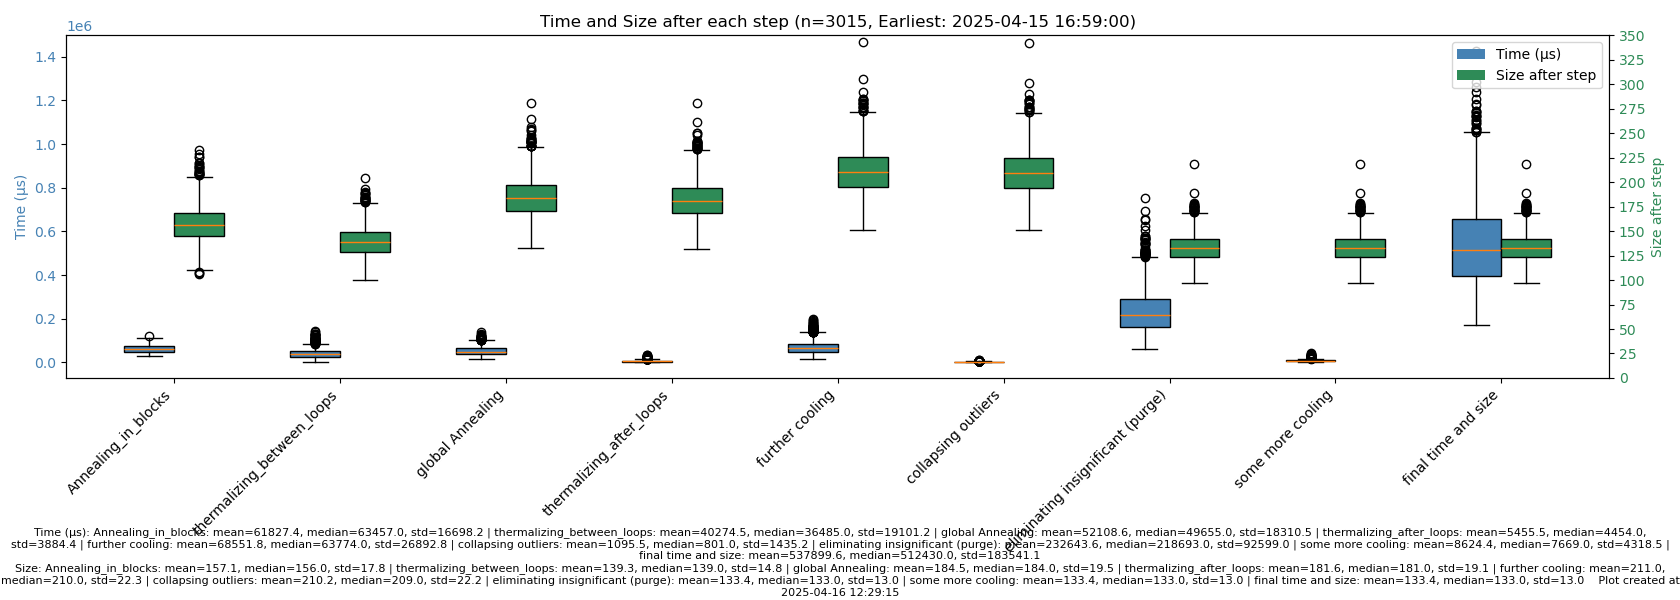 Time and Size after each step (n=3015, Earliest: 2025-04-15 16:59:00)
1e6
Time (µs)
Size after step
1.4
1.2
1.0
0.8
0.6
0.4
0.2
0.0
Time (µs)
350
325
300
275
250
225
200
175
150
125
100
75
50
25
0
Size after step
Annealing_in_blocks
thermalizing_between_loops
global Annealing
thermalizing_after_loops
further cooling
collapsing outliers
eliminating insignificant (purge)
some more cooling
final time and size
Time (µs): Annealing_in_blocks: mean=61827.4, median=63457.0, std=16698.2 | thermalizing_between_loops: mean=40274.5, median=36485.0, std=19101.2 | global Annealing: mean=52108.6, median=49655.0, std=18310.5 | thermalizing_after_loops: mean=5455.5, median=4454.0,
std=3884.4 | further cooling: mean=68551.8, median=63774.0, std=26892.8 | collapsing outliers: mean=1095.5, median=801.0, std=1435.2 | eliminating insignificant (purge): mean=232643.6, median=218693.0, std=92599.0 | some more cooling: mean=8624.4, median=7669.0, std=4318.5 |
final time and size: mean=537899.6, median=512430.0, std=183541.1
Size: Annealing_in_blocks: mean=157.1, median=156.0, std=17.8 | thermalizing_between_loops: mean=139.3, median=139.0, std=14.8 | global Annealing: mean=184.5, median=184.0, std=19.5 | thermalizing_after_loops: mean=181.6, median=181.0, std=19.1 | further cooling: mean=211.0,
median=210.0, std=22.3 | collapsing outliers: mean=210.2, median=209.0, std=22.2 | eliminating insignificant (purge): mean=133.4, median=133.0, std=13.0 | some more cooling: mean=133.4, median=133.0, std=13.0 | final time and size: mean=133.4, median=133.0, std=13.0    Plot created at
2025-04-16 12:29:15